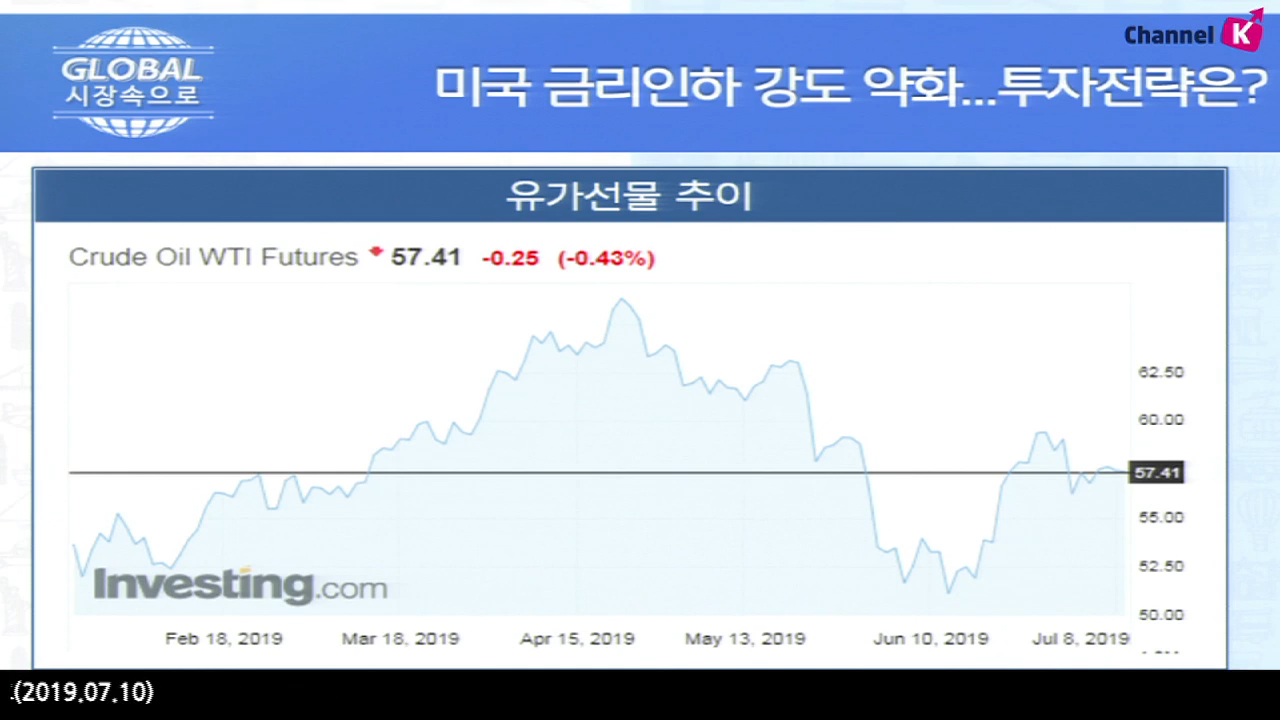 Channel K
GLOBAL
시장속으로
미국 금리인하 강도 약화...투자전략은?
유가선물 추이
Crude Oil WTI Futures 57.41 -0.25 (-0.43%)
62.50
60.00
57.41
55.00
52.50
50.00
Investing.com
Feb 18, 2019 Mar 18, 2019 Apr 15, 2019 May 13, 2019 Jun 10, 2019 Jul 8, 2019
(2019.07.10)